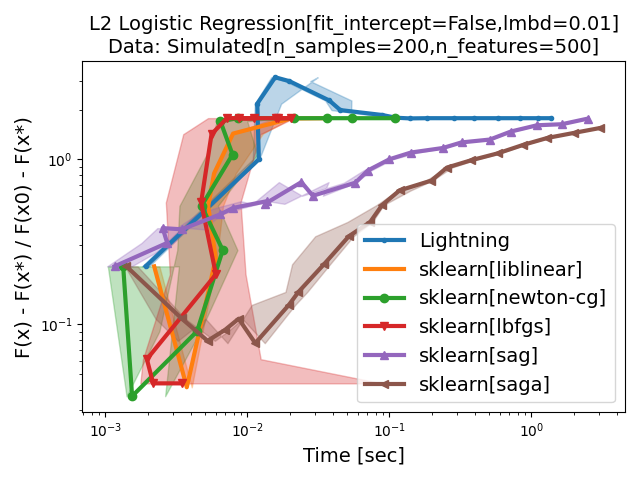 L2 Logistic Regression[fit_intercept=False,lmbd=0.01]
Data: Simulated[n_samples=200,n_features=500]
F(x) - F(x*) / F(x0) - F(x*)
10⁰
10⁻¹
Lightning
sklearn[liblinear]
sklearn[newton-cg]
sklearn[lbfgs]
sklearn[sag]
sklearn[saga]
10⁻³ 10⁻² 10⁻¹ 10⁰
Time [sec]